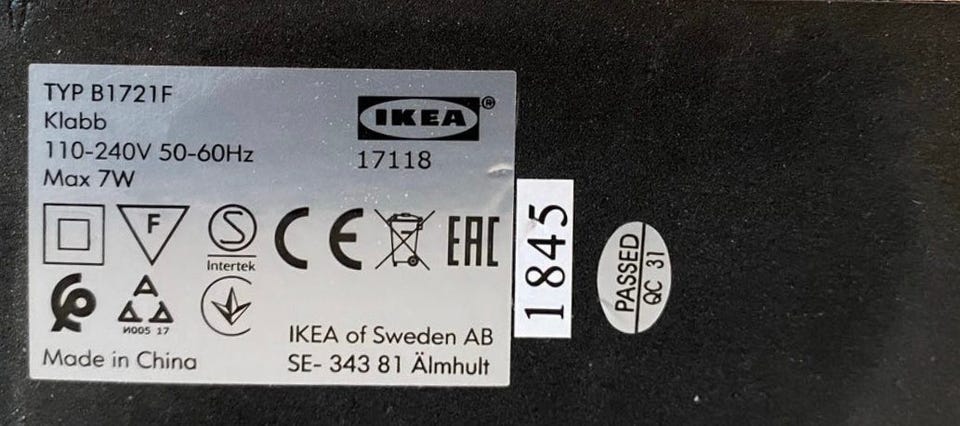 TYP B1721F
Klabb
110-240V 50-60Hz
Max 7W
IKEA®
17118
F
S
Intertek
CE
EAC
И005 17
Made in China
IKEA of Sweden AB
SE- 343 81 Älmhult
1845
PASSED
QC 31